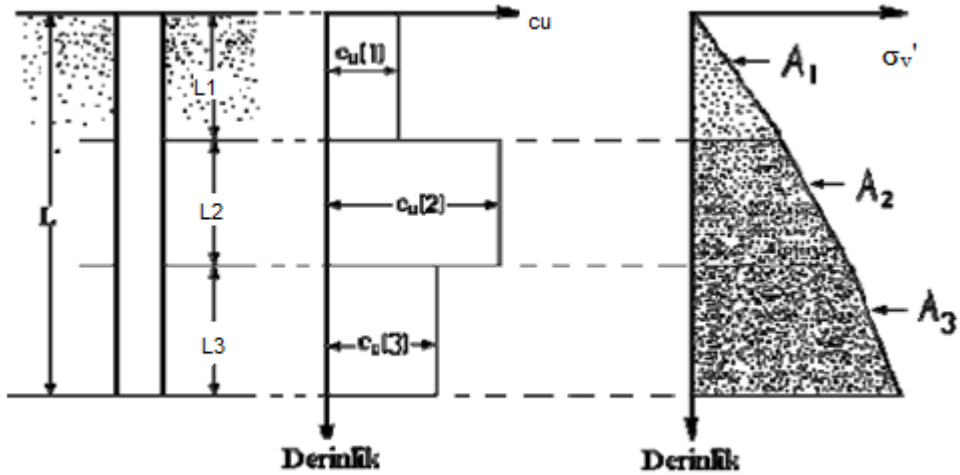 cu
σv'
cu[1]
A1
L1
A2
L
L2
cu[2]
A3
L3
cu[3]
Derinlik
Derinlik